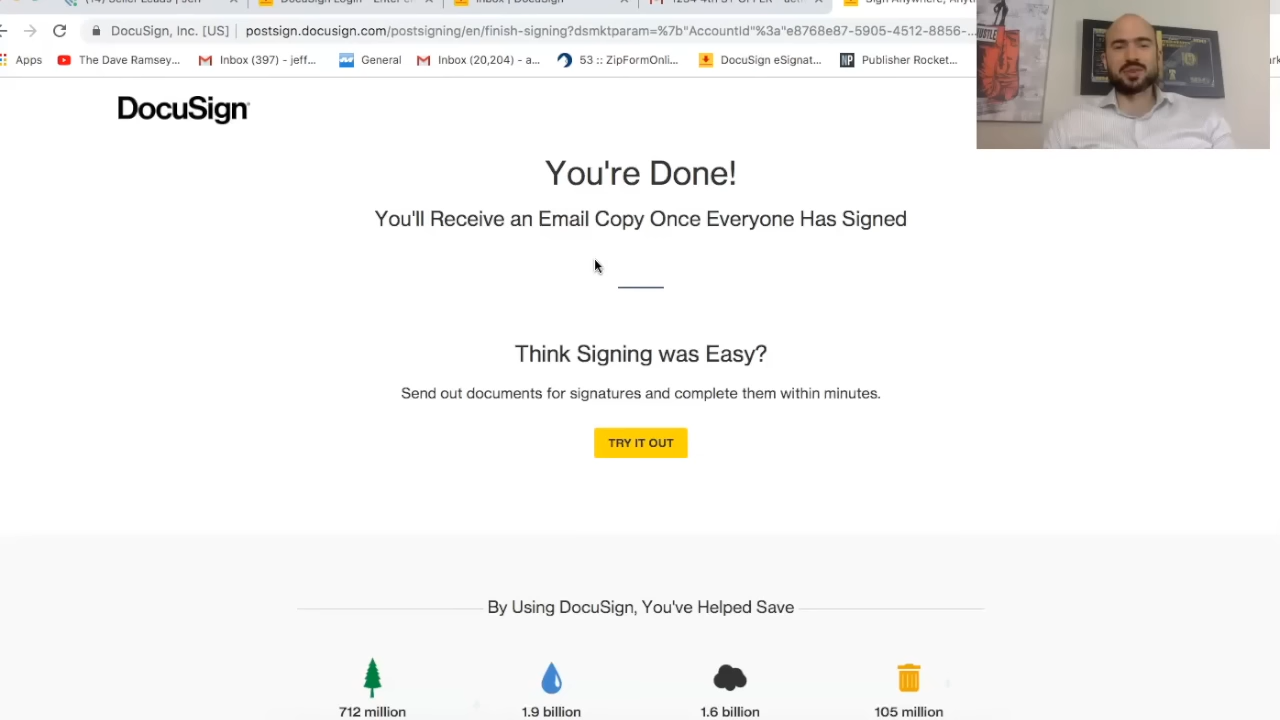 DocuSign, Inc. [US] postsign.docusign.com/postsigning/en/finish-signing?dsmktparam=%7b"AccountId"%3a"e8768e87-5905-4512-8856-...
Apps The Dave Ramsey... Inbox (397) - jeff... General Inbox (20,204) - a... 53 :: ZipFormOnli... DocuSign eSignat... NP Publisher Rocket...
DocuSign
You're Done!
You'll Receive an Email Copy Once Everyone Has Signed
Think Signing was Easy?
Send out documents for signatures and complete them within minutes.
TRY IT OUT
By Using DocuSign, You've Helped Save
712 million 1.9 billion 1.6 billion 105 million